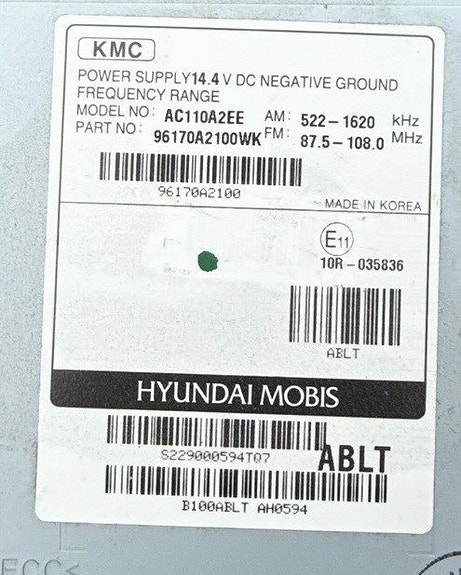 KMC
POWER SUPPLY14.4 V DC NEGATIVE GROUND
FREQUENCY RANGE
MODEL NO: AC110A2EE AM: 522-1620 kHz
PART NO: 96170A2100WK FM: 87.5-108.0 MHz
96170A2100
MADE IN KOREA
E11
10R-035836
ABLT
HYUNDAI MOBIS
S229000594TQ7
ABLT
B100ABLT AH0594
ECC<